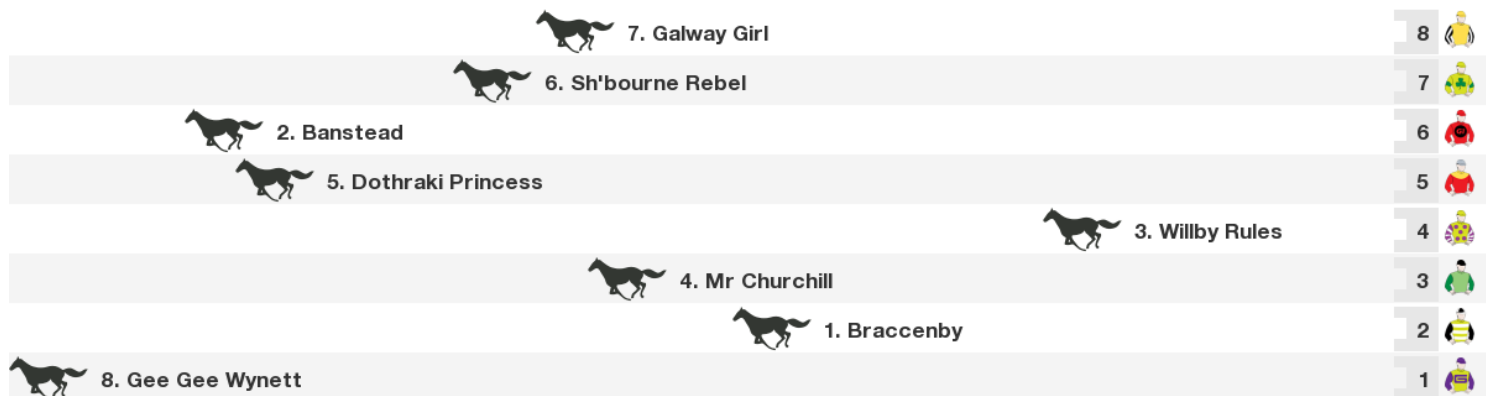 7. Galway Girl 8
6. Sh'bourne Rebel 7
2. Banstead 6
5. Dothraki Princess 5
3. Willby Rules 4
4. Mr Churchill 3
1. Braccenby 2
8. Gee Gee Wynett 1